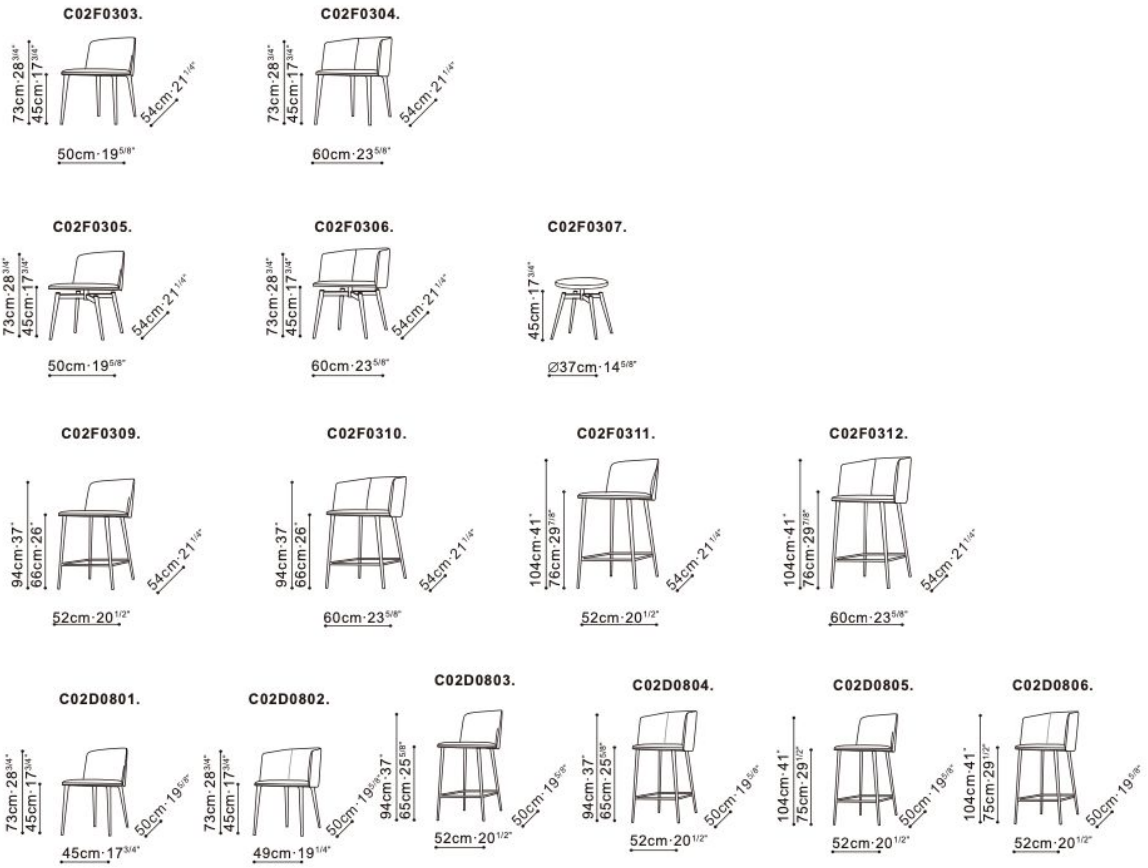 C02F0303.
73cm·28 3/4"
45cm·17 3/4"
54cm·21 1/4"
50cm·19 5/8"
C02F0304.
73cm·28 3/4"
45cm·17 3/4"
54cm·21 1/4"
60cm·23 5/8"
C02F0305.
73cm·28 3/4"
45cm·17 3/4"
54cm·21 1/4"
50cm·19 5/8"
C02F0306.
73cm·28 3/4"
45cm·17 3/4"
54cm·21 1/4"
60cm·23 5/8"
C02F0307.
45cm·17 3/4"
∅37cm·14 5/8"
C02F0309.
94cm·37"
66cm·26"
54cm·21 1/4"
52cm·20 1/2"
C02F0310.
94cm·37"
66cm·26"
54cm·21 1/4"
60cm·23 5/8"
C02F0311.
104cm·41"
76cm·29 7/8"
54cm·21 1/4"
52cm·20 1/2"
C02F0312.
104cm·41"
76cm·29 7/8"
54cm·21 1/4"
60cm·23 5/8"
C02D0801.
73cm·28 3/4"
45cm·17 3/4"
50cm·19 5/8"
45cm·17 3/4"
C02D0802.
73cm·28 3/4"
45cm·17 3/4"
50cm·19 5/8"
49cm·19 1/4"
C02D0803.
94cm·37"
65cm·25 5/8"
50cm·19 5/8"
52cm·20 1/2"
C02D0804.
94cm·37"
65cm·25 5/8"
50cm·19 5/8"
52cm·20 1/2"
C02D0805.
104cm·41"
75cm·29 1/2"
50cm·19 5/8"
52cm·20 1/2"
C02D0806.
104cm·41"
75cm·29 1/2"
50cm·19 5/8"
52cm·20 1/2"